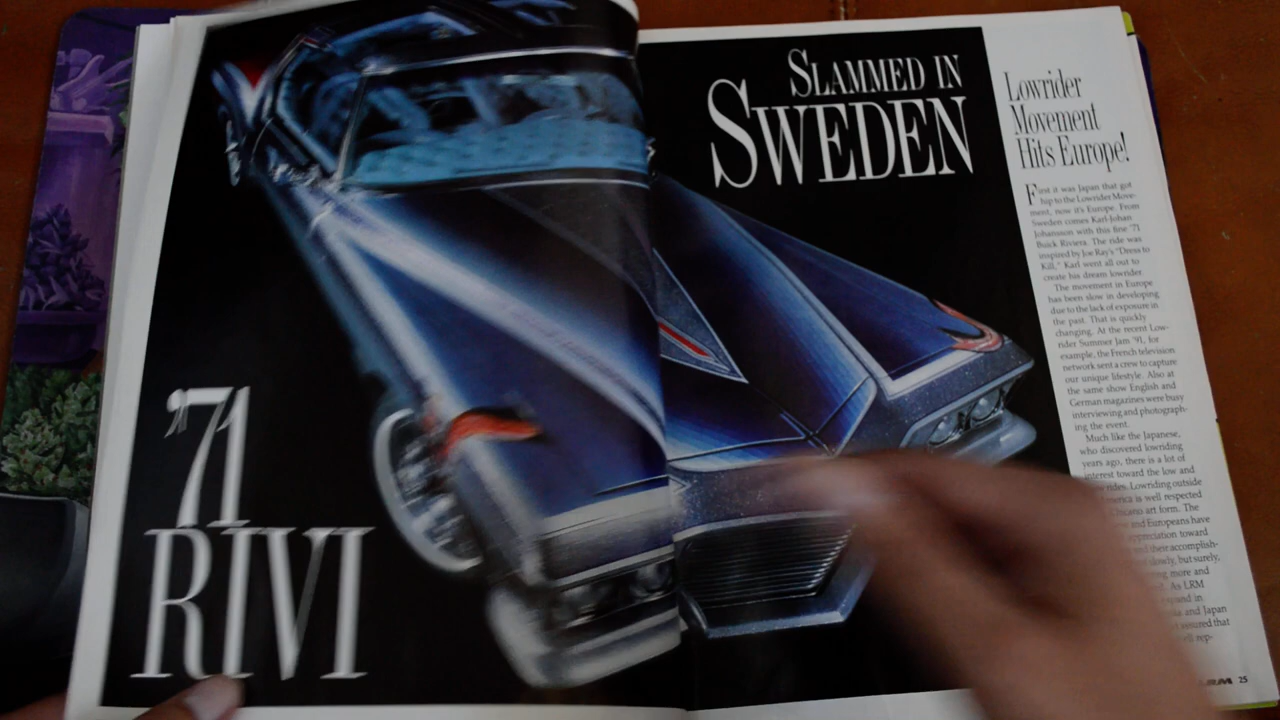 '71
RIVI
SLAMMED IN
SWEDEN
Lowrider
Movement
Hits Europe!
First it was Japan that got
hip to the Lowrider Move-
ment, now it's Europe. From
Sweden comes Karl-Johan
Johansson with this fine '71
Buick Riviera. The ride was
inspired by Joe Ray's "Dress to
Kill." Karl went all out to
create his dream lowrider.
The movement in Europe
has been slow in developing
due to the lack of exposure in
the past. That is quickly
changing. At the recent Low-
rider Summer Jam '91, for
example, the French television
network sent a crew to capture
our unique lifestyle. Also at
the same show English and
German magazines were busy
interviewing and photograph-
ing the event.
Much like the Japanese,
who discovered lowriding
years ago, there is a lot of
interest toward the low and
rides. Lowriding outside
is well respected
Chicano art form. The
and Europeans have
appreciation toward
their accomplish-
slowly, but surely,
more and
As LRM
in
and Japan
assured that
LRM 25